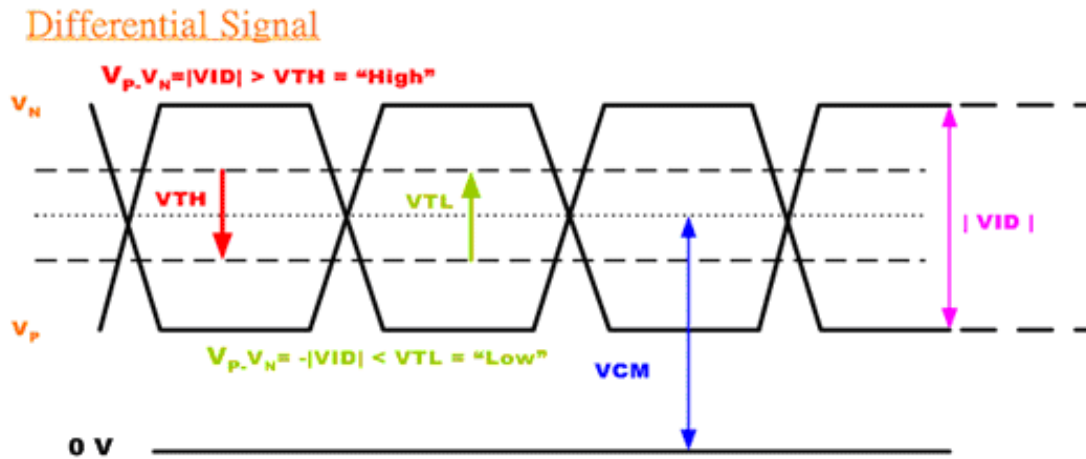 Differential Signal
VP-VN=|VID| > VTH = “High”
VN
VTH
VTL
| VID |
VP
VP-VN= -|VID| < VTL = “Low”
VCM
0 V